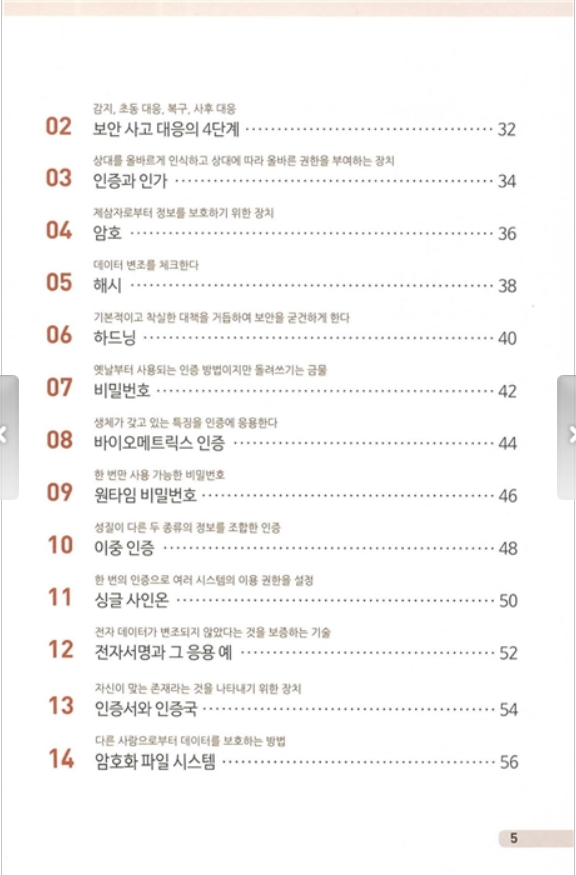 감지, 초동 대응, 복구, 사후 대응
02 보안 사고 대응의 4단계 ………………………………… 32
상대를 올바르게 인식하고 상대에 따라 올바른 권한을 부여하는 장치
03 인증과 인가 ………………………………… 34
제삼자로부터 정보를 보호하기 위한 장치
04 암호 ………………………………… 36
데이터 변조를 체크한다
05 해시 ………………………………… 38
기본적이고 착실한 대책을 거듭하여 보안을 굳건하게 한다
06 하드닝 ………………………………… 40
옛날부터 사용되는 인증 방법이지만 돌려쓰기는 금물
07 비밀번호 ………………………………… 42
생체가 갖고 있는 특징을 인증에 응용한다
08 바이오메트릭스 인증 ………………………………… 44
한 번만 사용 가능한 비밀번호
09 원타임 비밀번호 ………………………………… 46
성질이 다른 두 종류의 정보를 조합한 인증
10 이중 인증 ………………………………… 48
한 번의 인증으로 여러 시스템의 이용 권한을 설정
11 싱글 사인온 ………………………………… 50
전자 데이터가 변조되지 않았다는 것을 보증하는 기술
12 전자서명과 그 응용 예 ………………………………… 52
자신이 맞는 존재라는 것을 나타내기 위한 장치
13 인증서와 인증국 ………………………………… 54
다른 사람으로부터 데이터를 보호하는 방법
14 암호화 파일 시스템 ………………………………… 56
5